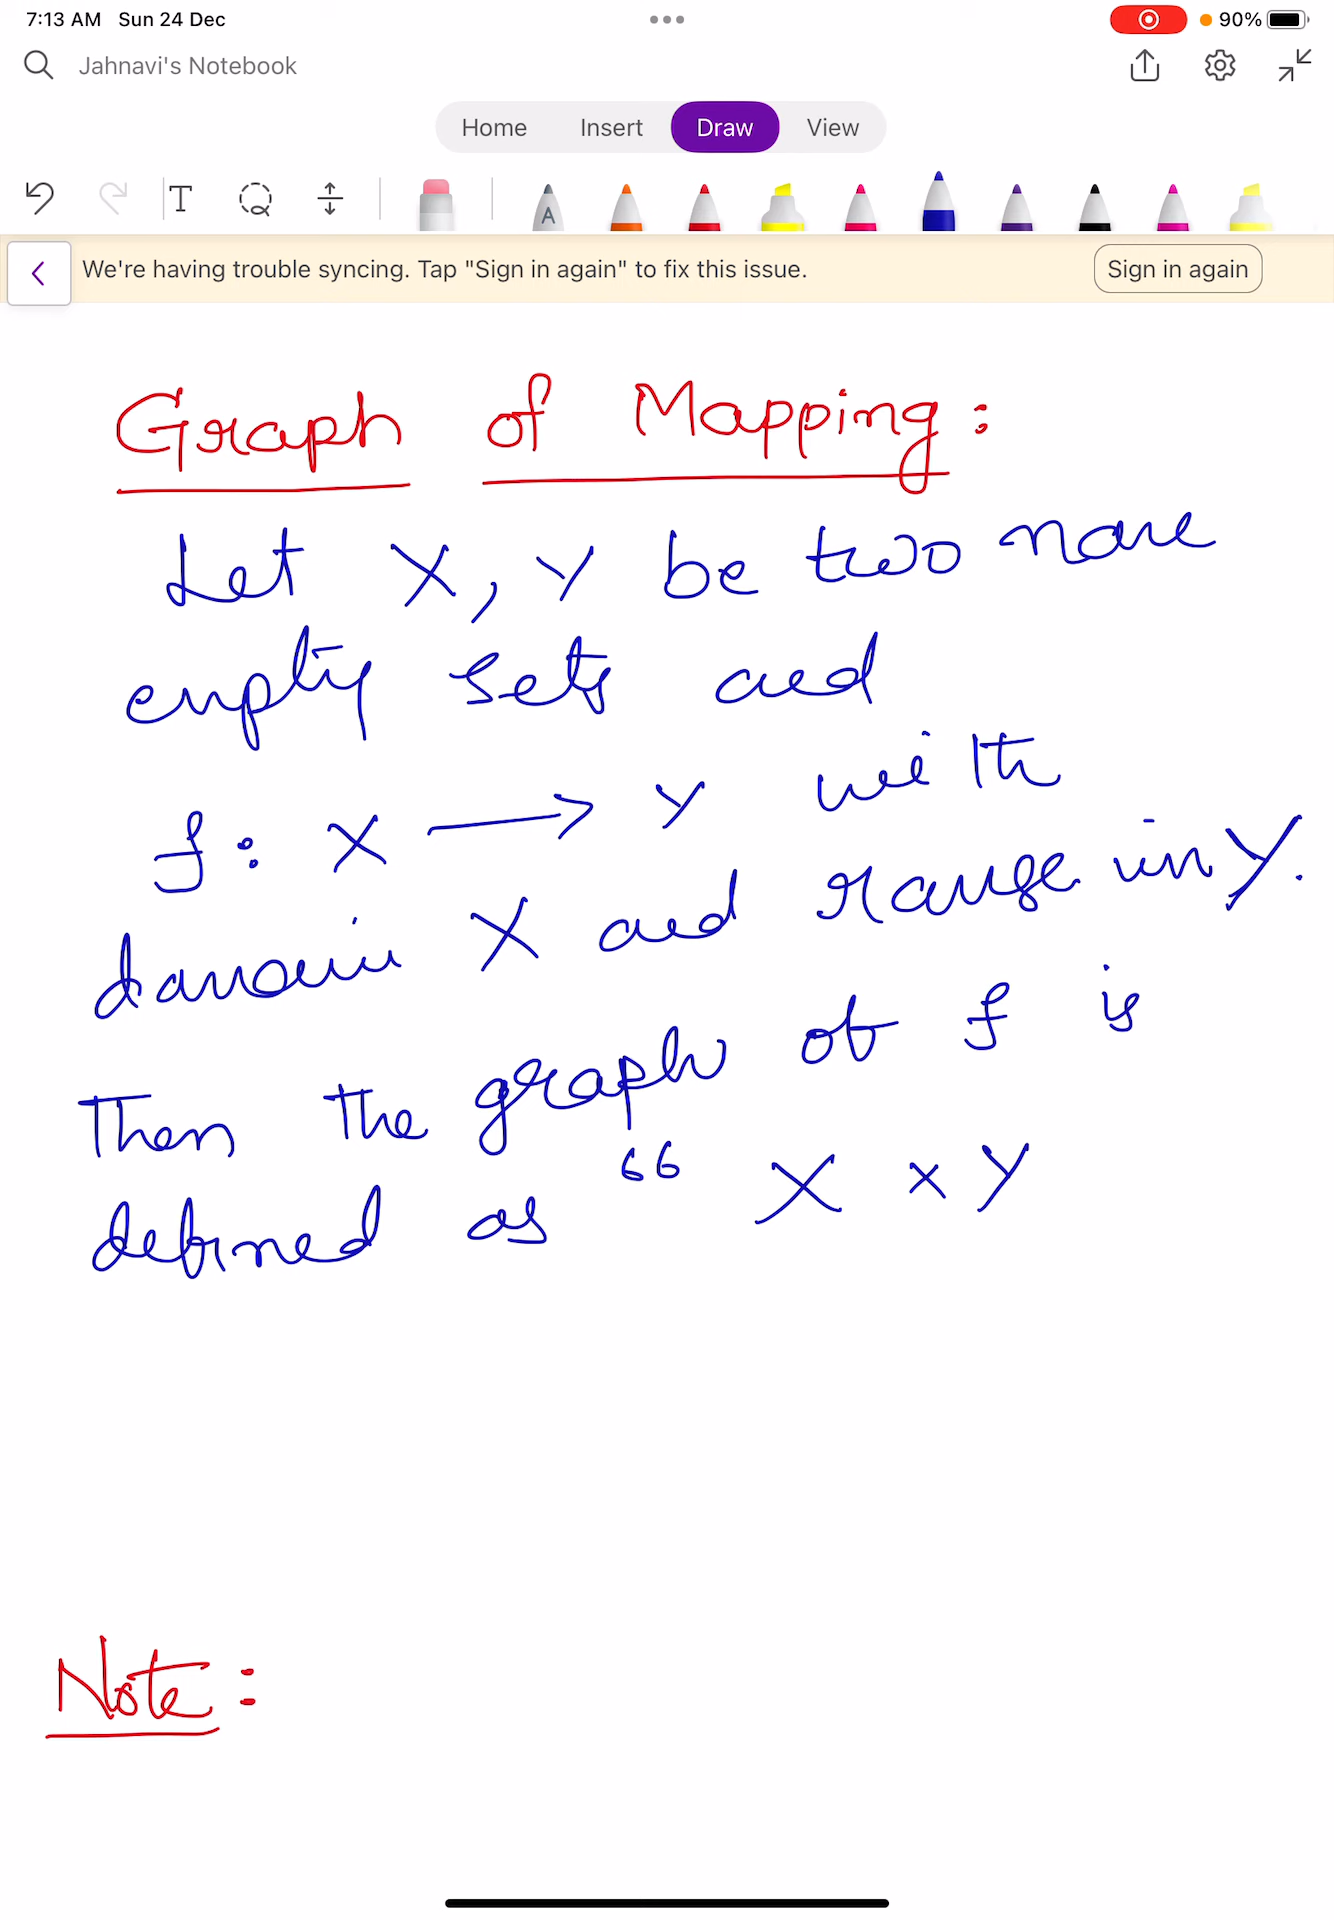 7:13 AM Sun 24 Dec
90%
Jahnavi's Notebook
Home Insert Draw View
T
A
We're having trouble syncing. Tap "Sign in again" to fix this issue. Sign in again
Graph of Mapping:
Let X, Y be two none
empty sets and
f: X → Y with
domain X and range in Y.
Then the graph of f is
defined as “ X × Y
Note: